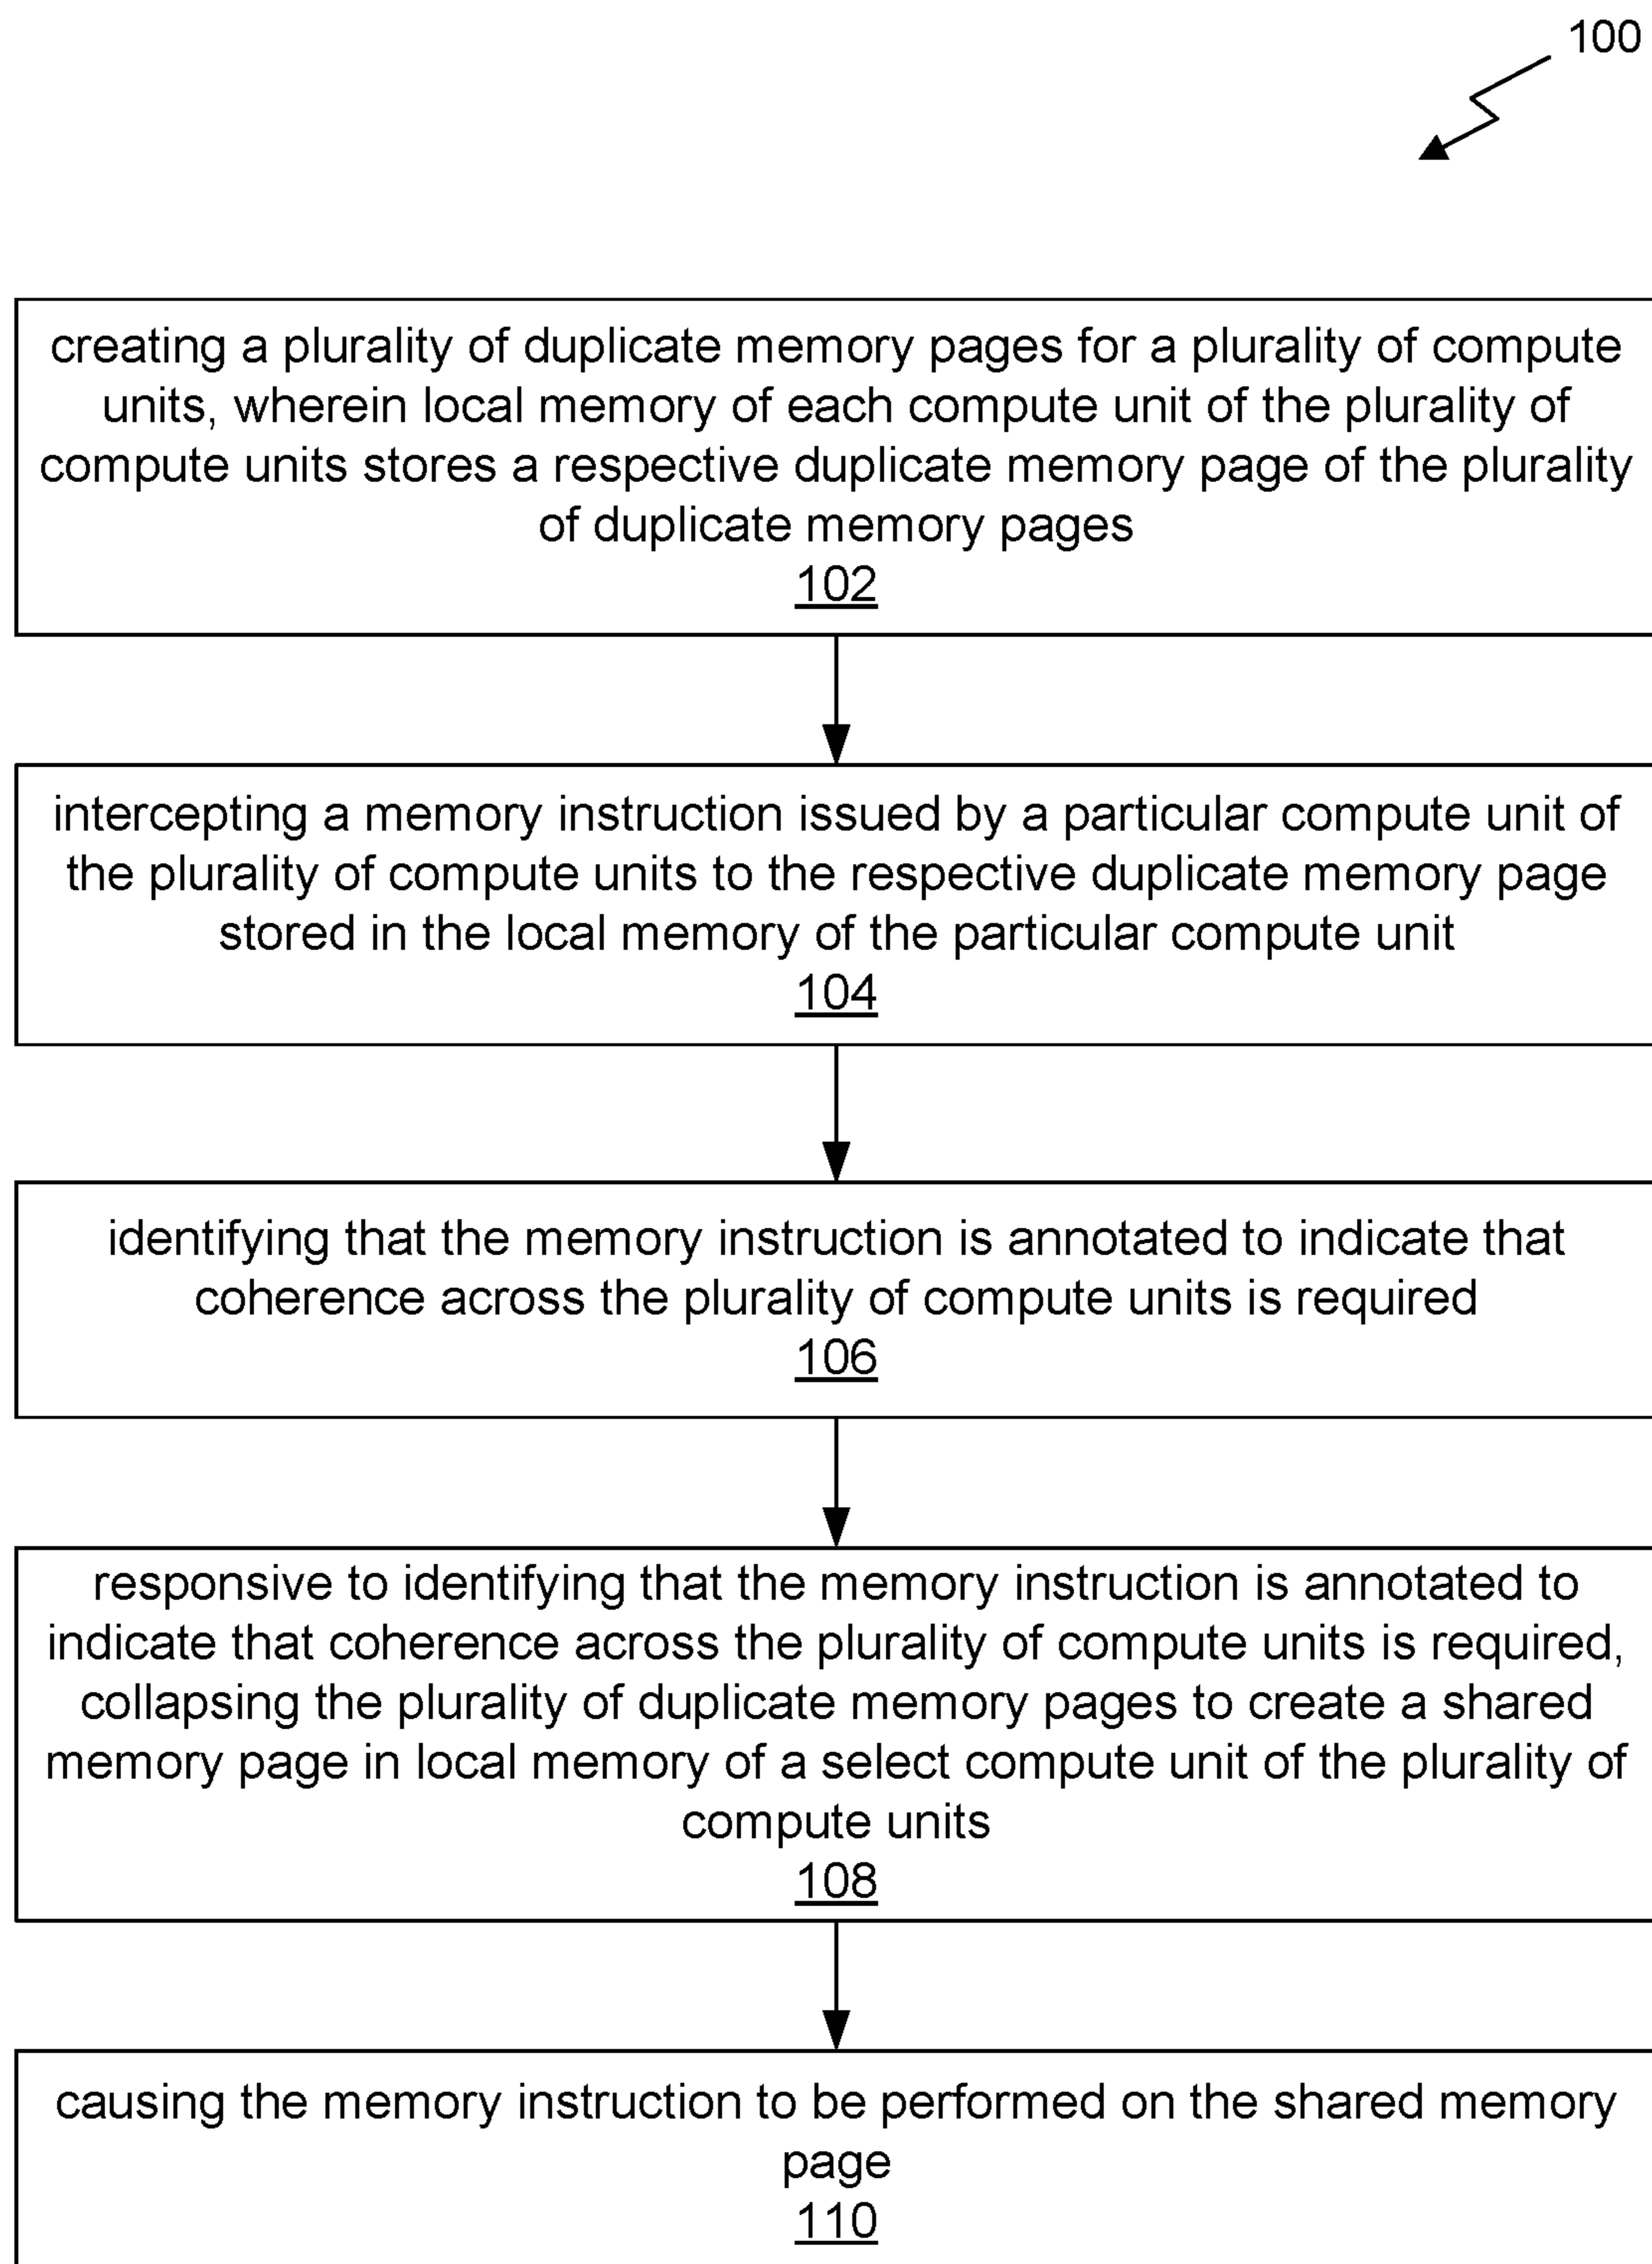 100
creating a plurality of duplicate memory pages for a plurality of compute
units, wherein local memory of each compute unit of the plurality of
compute units stores a respective duplicate memory page of the plurality
of duplicate memory pages
102
intercepting a memory instruction issued by a particular compute unit of
the plurality of compute units to the respective duplicate memory page
stored in the local memory of the particular compute unit
104
identifying that the memory instruction is annotated to indicate that
coherence across the plurality of compute units is required
106
responsive to identifying that the memory instruction is annotated to
indicate that coherence across the plurality of compute units is required,
collapsing the plurality of duplicate memory pages to create a shared
memory page in local memory of a select compute unit of the plurality of
compute units
108
causing the memory instruction to be performed on the shared memory
page
110